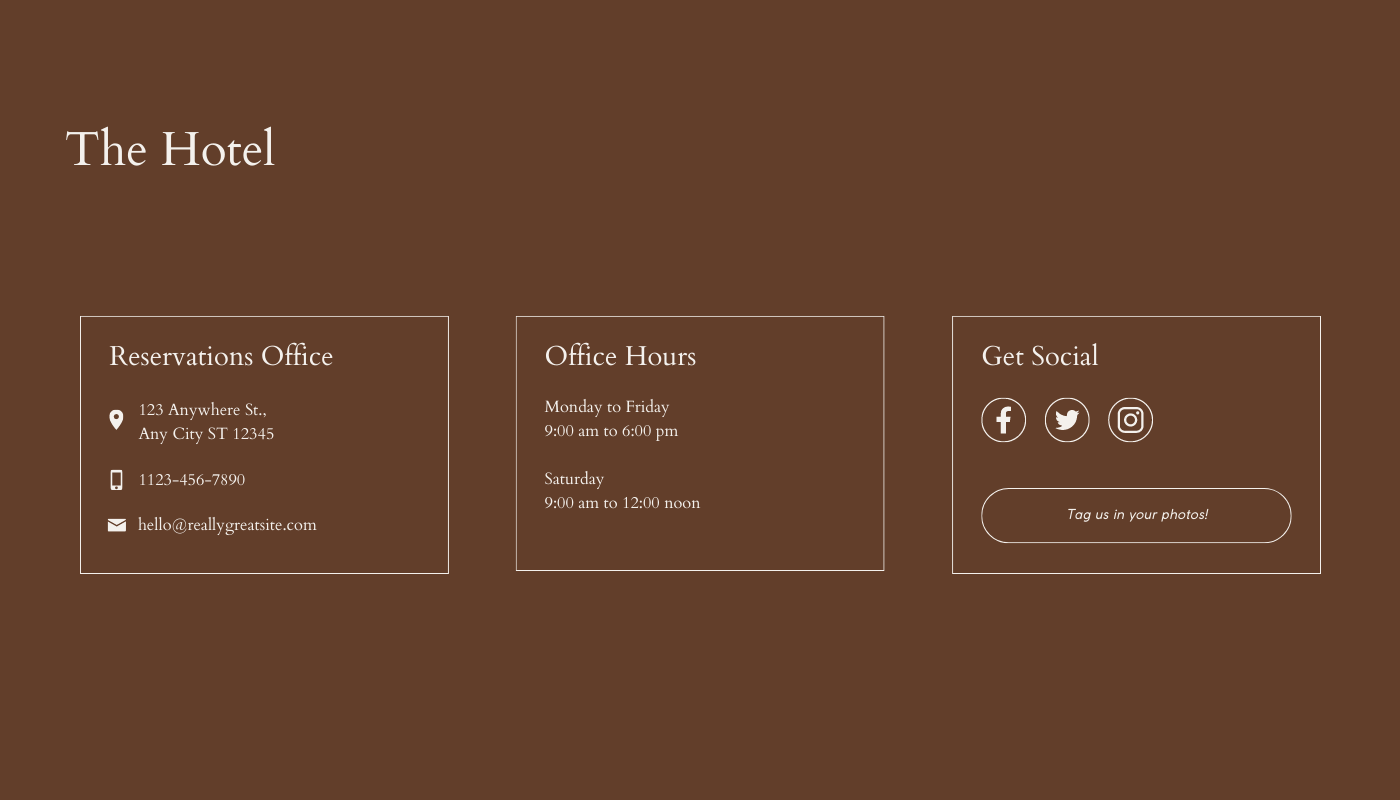 The Hotel
Reservations Office
123 Anywhere St.,
Any City ST 12345
1123-456-7890
hello@reallygreatsite.com
Office Hours
Monday to Friday
9:00 am to 6:00 pm
Saturday
9:00 am to 12:00 noon
Get Social
Tag us in your photos!